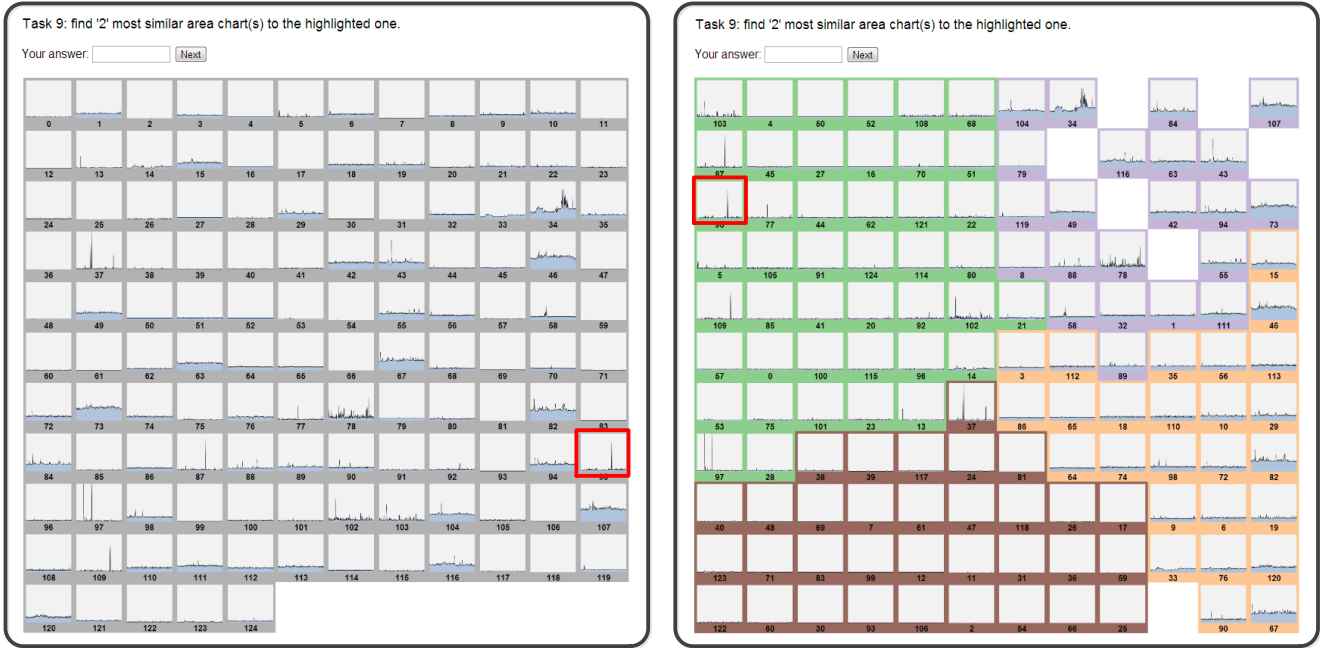 Task 9: find '2' most similar area chart(s) to the highlighted one.
Your answer: Next
0 1 2 3 4 5 6 7 8 9 10 11
12 13 14 15 16 17 18 19 20 21 22 23
24 25 26 27 28 29 30 31 32 33 34 35
36 37 38 39 40 41 42 43 44 45 46 47
48 49 50 51 52 53 54 55 56 57 58 59
60 61 62 63 64 65 66 67 68 69 70 71
72 73 74 75 76 77 78 79 80 81 82 83
84 85 86 87 88 89 90 91 92 93 94 95
96 97 98 99 100 101 102 103 104 105 106 107
108 109 110 111 112 113 114 115 116 117 118 119
120 121 122 123 124
Task 9: find '2' most similar area chart(s) to the highlighted one.
Your answer: Next
103 4 50 52 108 68 104 34 84 107
87 45 27 16 70 51 79 116 63 43
95 77 44 62 121 22 119 49 42 94 73
5 105 91 124 114 80 8 88 78 55 15
109 85 41 20 92 102 21 58 32 1 111 46
57 0 100 115 96 14 3 112 89 35 56 113
53 75 101 23 13 37 86 65 18 110 10 29
97 28 38 39 117 24 81 64 74 98 72 82
40 48 69 7 61 47 118 26 17 9 6 19
123 71 83 99 12 11 31 36 59 33 76 120
122 60 30 93 106 2 54 66 25 90 67